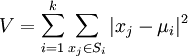 V = \sum_{i=1}^{k} \sum_{x_j \in S_i} |x_j - \mu_i|^2